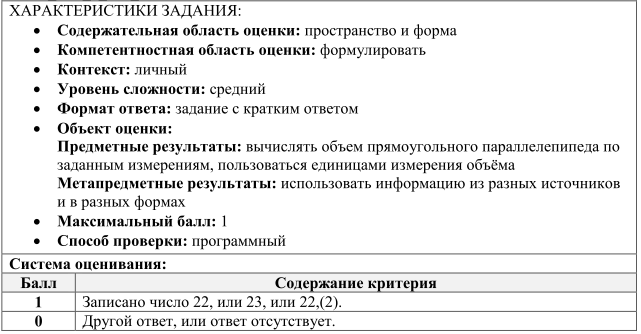 ХАРАКТЕРИСТИКИ ЗАДАНИЯ:
• Содержательная область оценки: пространство и форма
• Компетентностная область оценки: формулировать
• Контекст: личный
• Уровень сложности: средний
• Формат ответа: задание с кратким ответом
• Объект оценки:
Предметные результаты: вычислять объем прямоугольного параллелепипеда по
заданным измерениям, пользоваться единицами измерения объёма
Метапредметные результаты: использовать информацию из разных источников
и в разных формах
• Максимальный балл: 1
• Способ проверки: программный
Система оценивания:
Балл Содержание критерия
1 Записано число 22, или 23, или 22,(2).
0 Другой ответ, или ответ отсутствует.